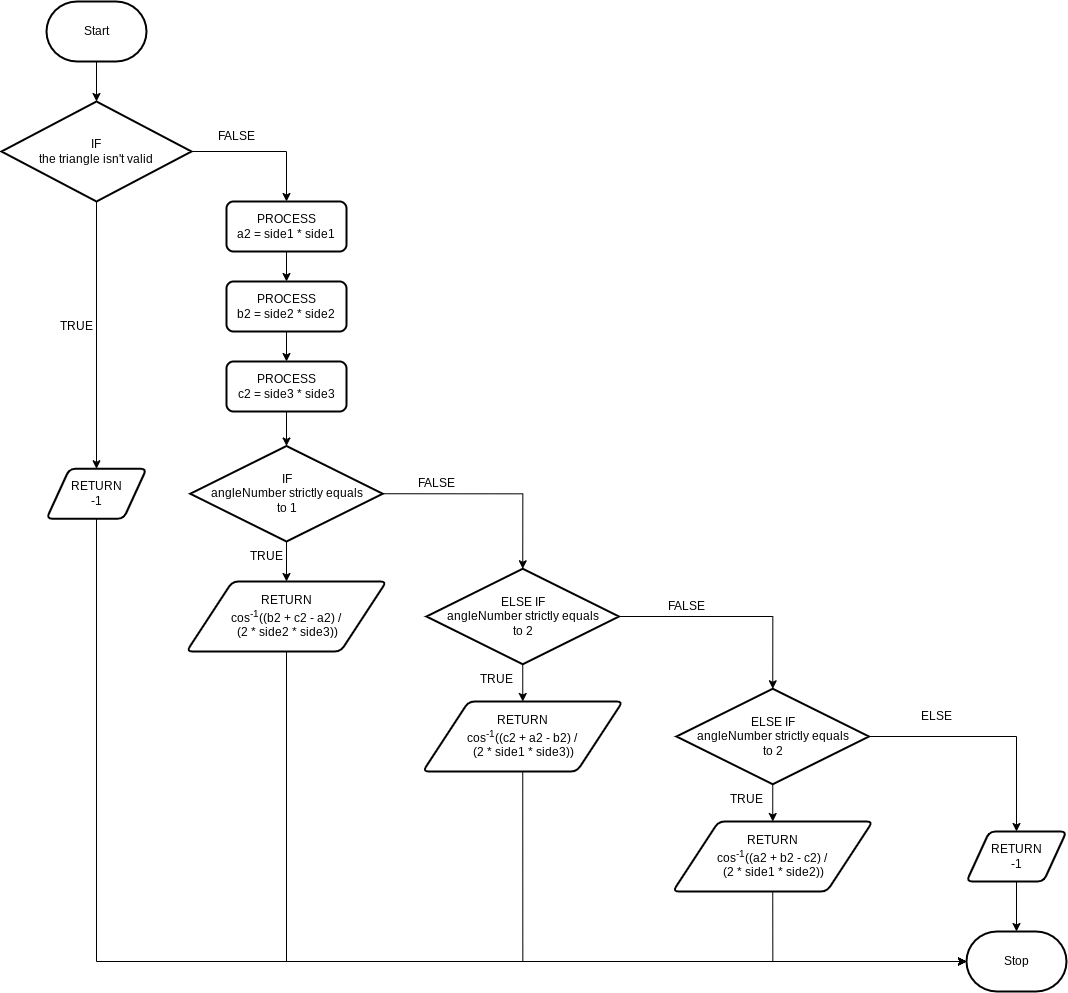 Start
IF
the triangle isn't valid
FALSE
PROCESS
a2 = side1 * side1
PROCESS
b2 = side2 * side2
TRUE
PROCESS
c2 = side3 * side3
RETURN
-1
IF
angleNumber strictly equals
to 1
FALSE
TRUE
RETURN
cos⁻¹((b2 + c2 - a2) /
(2 * side2 * side3))
ELSE IF
angleNumber strictly equals
to 2
FALSE
TRUE
RETURN
cos⁻¹((c2 + a2 - b2) /
(2 * side1 * side3))
ELSE IF
angleNumber strictly equals
to 2
ELSE
TRUE
RETURN
cos⁻¹((a2 + b2 - c2) /
(2 * side1 * side2))
RETURN
-1
Stop